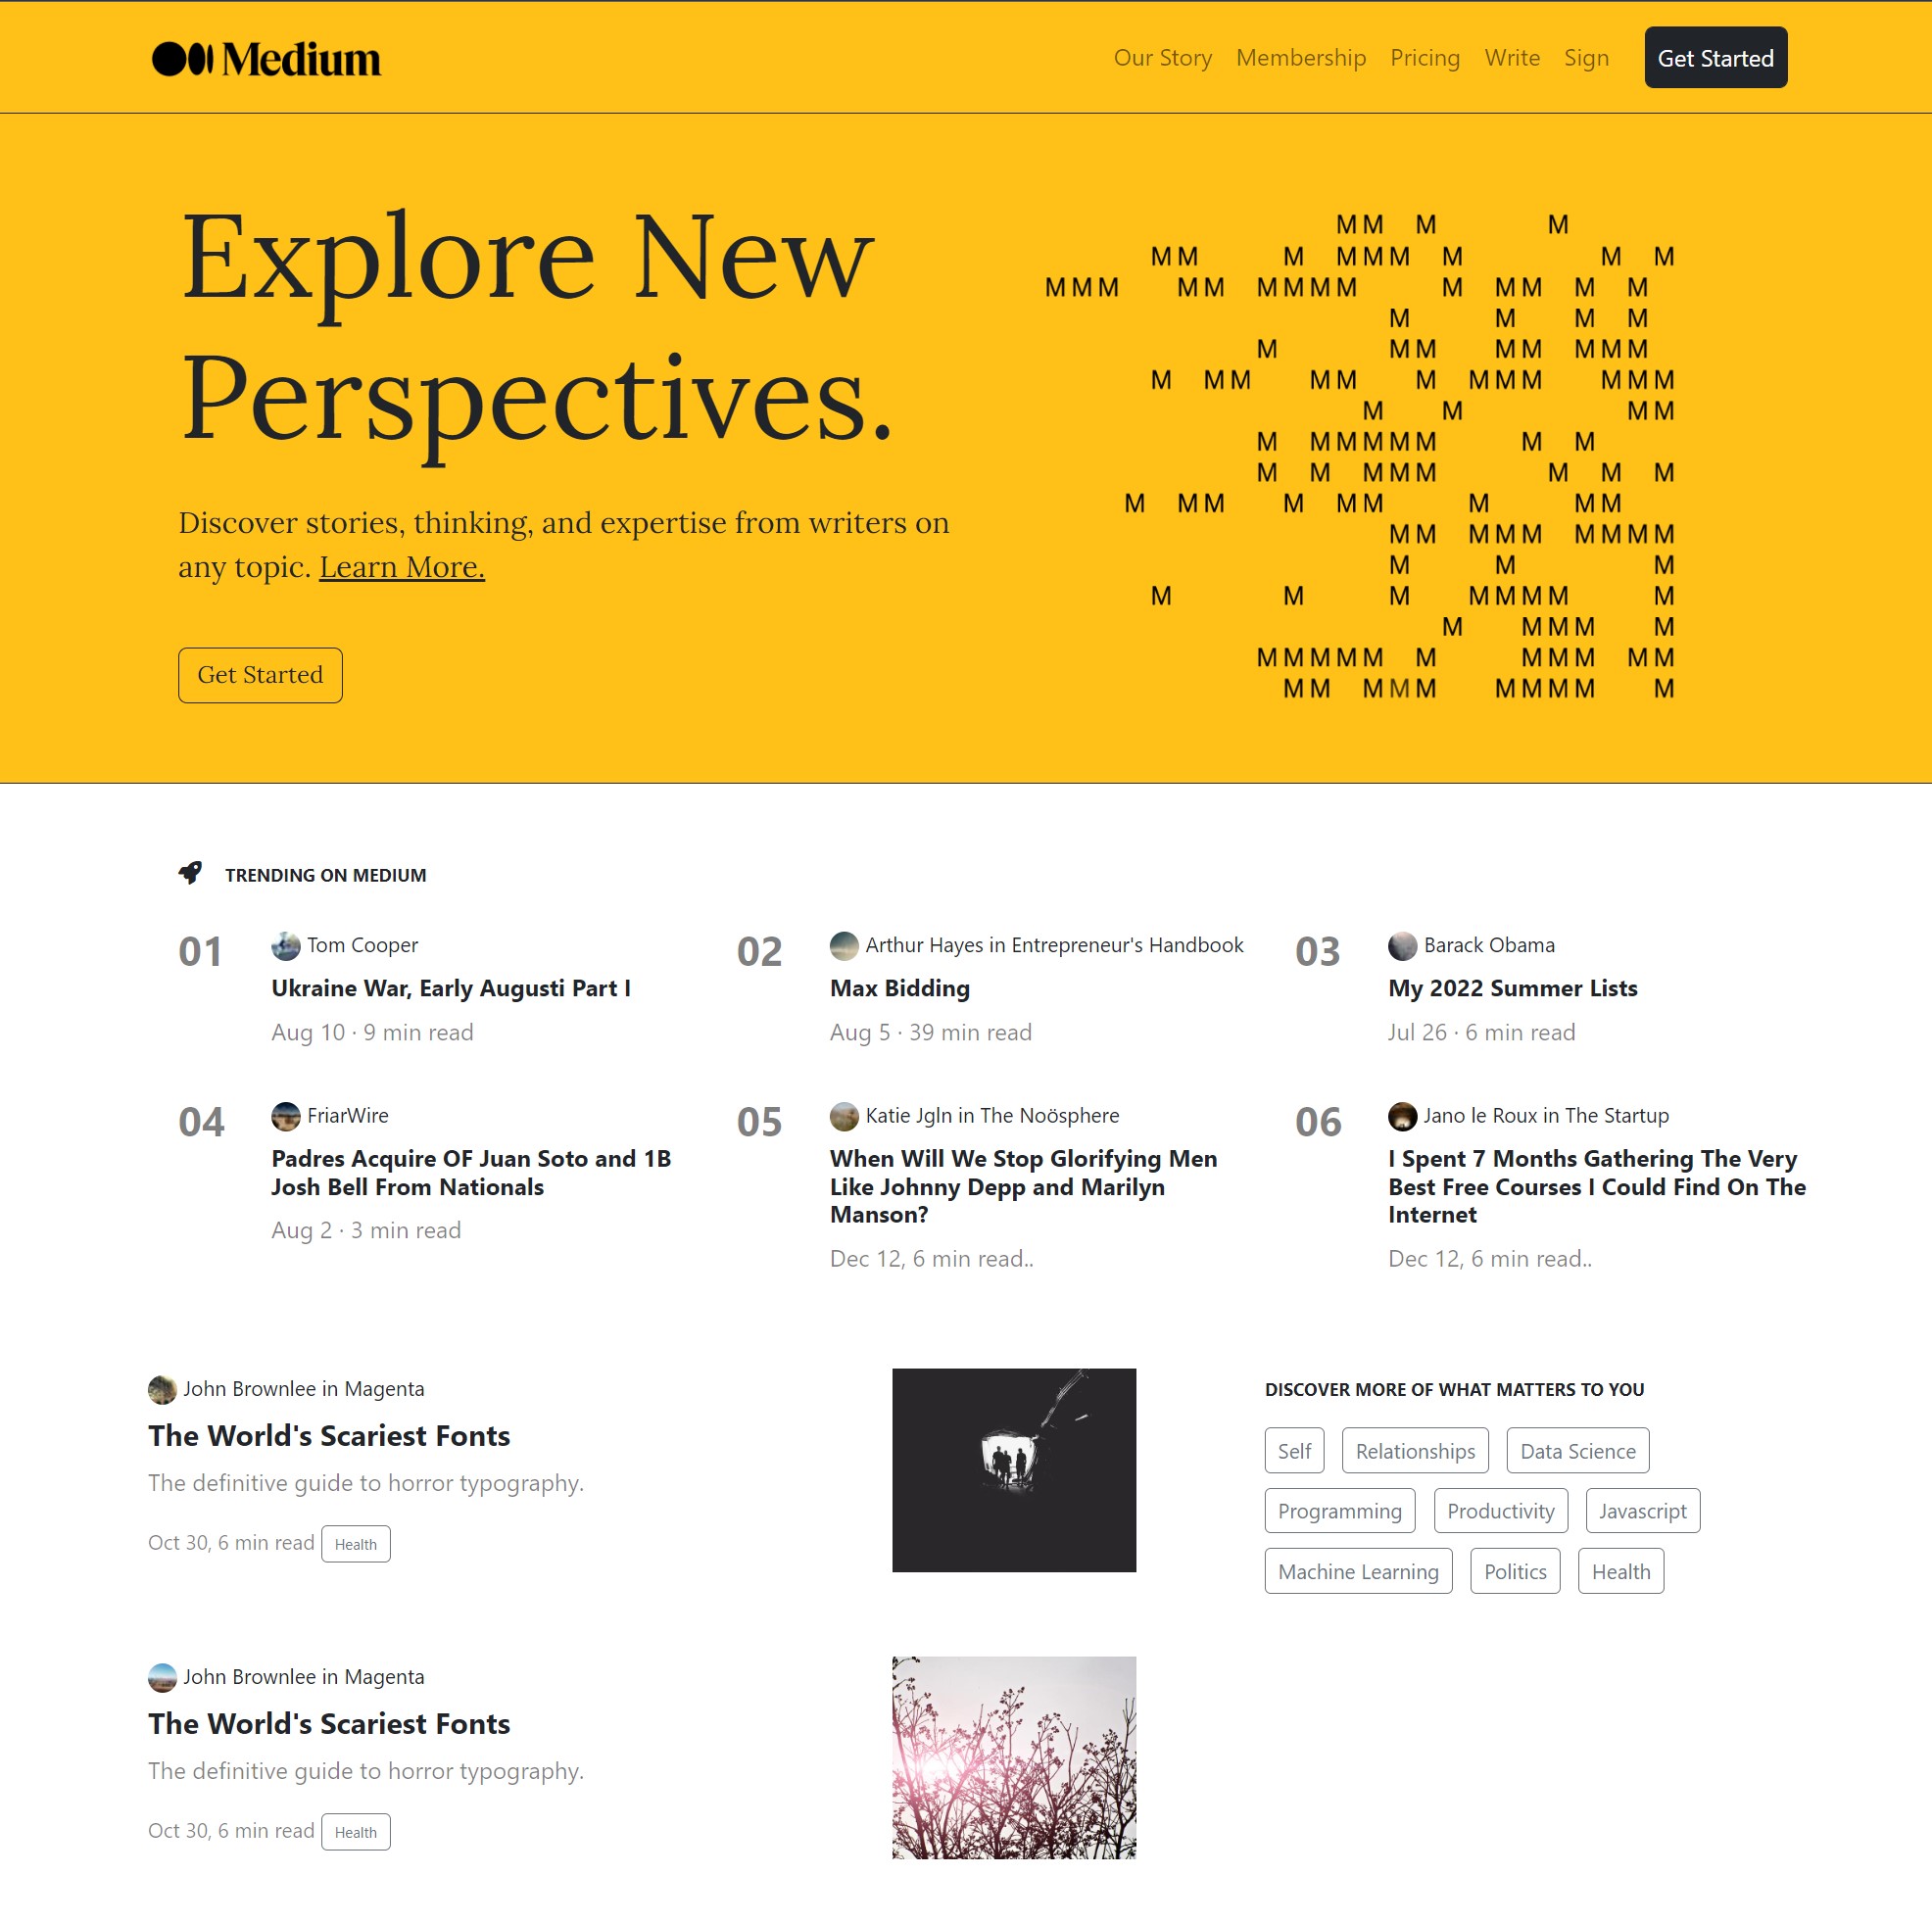 Medium
Our Story Membership Pricing Write Sign Get Started
Explore New
Perspectives.
Discover stories, thinking, and expertise from writers on
any topic. Learn More.
Get Started
MM M M
MM M MMM M M M
MMM MM MMMM M MM M M
M M M M
M MM MM MMM
M MM MM M MMM MMM
M M MM
M MMMMM M M
M M MMM M M M
M MM M MM M MM
MM MMM MMMM
M M M
M M M MMMM M
M MMM M
MMMMM M MMM MM
MM MMM MMMM M
TRENDING ON MEDIUM
01
Tom Cooper
Ukraine War, Early Augusti Part I
Aug 10 · 9 min read
02
Arthur Hayes in Entrepreneur's Handbook
Max Bidding
Aug 5 · 39 min read
03
Barack Obama
My 2022 Summer Lists
Jul 26 · 6 min read
04
FriarWire
Padres Acquire OF Juan Soto and 1B
Josh Bell From Nationals
Aug 2 · 3 min read
05
Katie Jgln in The Noösphere
When Will We Stop Glorifying Men
Like Johnny Depp and Marilyn
Manson?
Dec 12, 6 min read..
06
Jano le Roux in The Startup
I Spent 7 Months Gathering The Very
Best Free Courses I Could Find On The
Internet
Dec 12, 6 min read..
John Brownlee in Magenta
The World's Scariest Fonts
The definitive guide to horror typography.
Oct 30, 6 min read Health
John Brownlee in Magenta
The World's Scariest Fonts
The definitive guide to horror typography.
Oct 30, 6 min read Health
DISCOVER MORE OF WHAT MATTERS TO YOU
Self Relationships Data Science
Programming Productivity Javascript
Machine Learning Politics Health